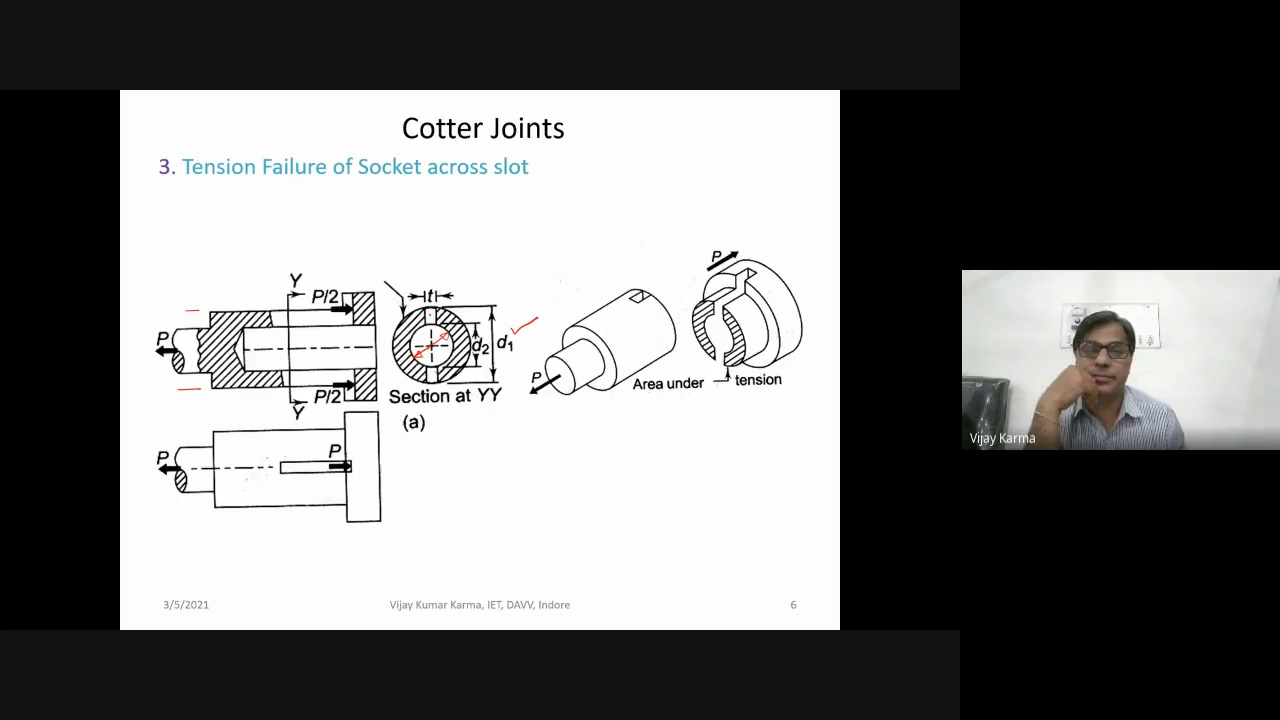 Cotter Joints
3. Tension Failure of Socket across slot
Y
P/2
P
P/2
Y
t
d2
d1
Section at YY
(a)
P
P
P
P
Area under tension
Vijay Karma
3/5/2021
Vijay Kumar Karma, IET, DAVV, Indore
6